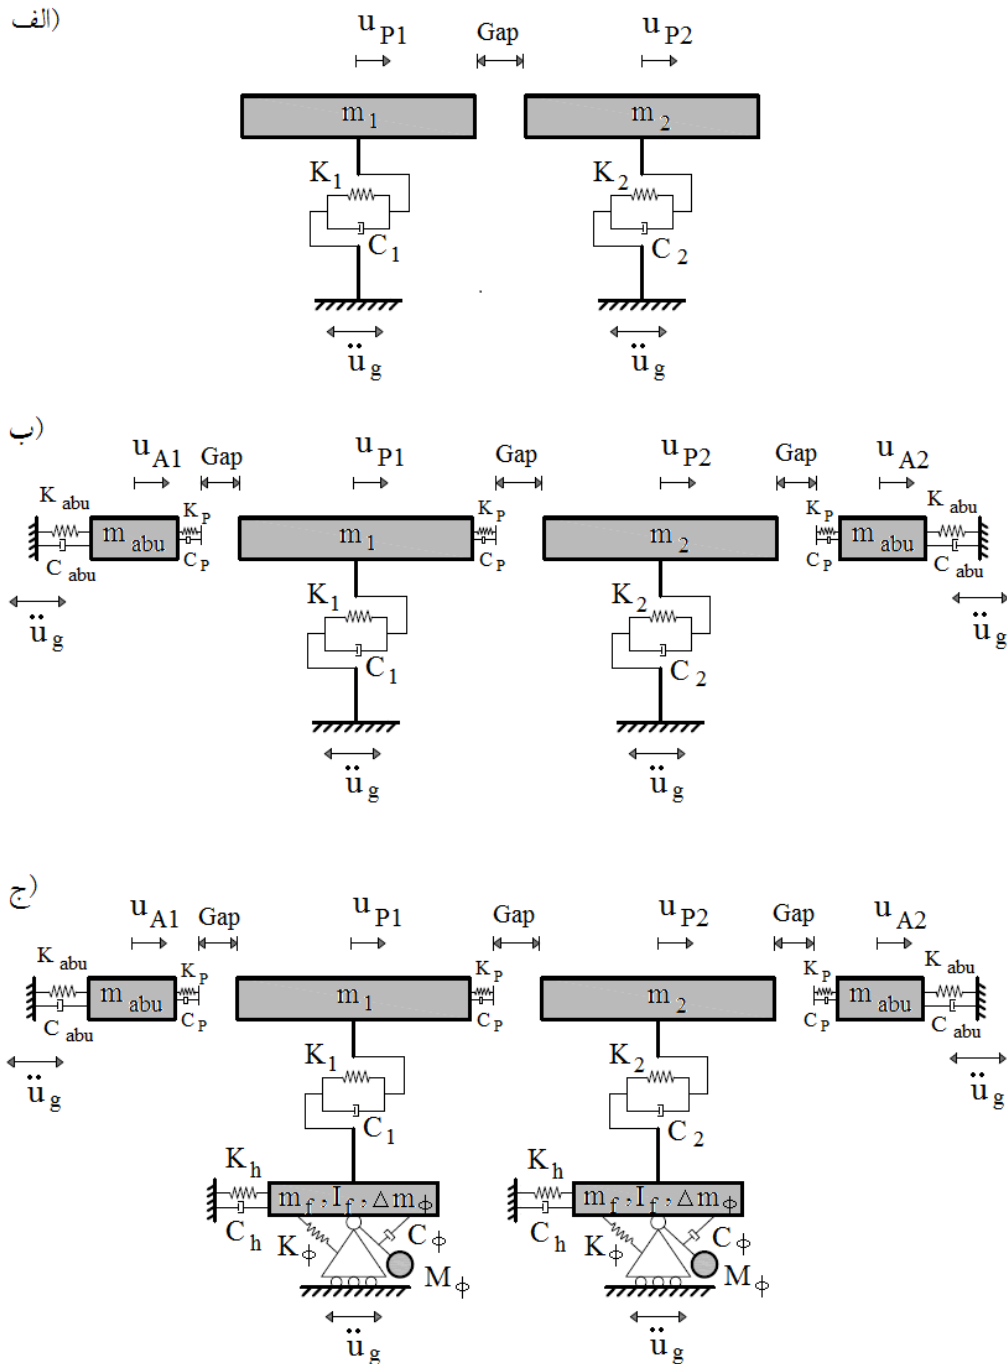 الف)
u P1 Gap u P2
m 1 m 2
K 1 K 2
C 1 C 2
ü g ü g
ب)
u A1 Gap u P1 Gap u P2 Gap u A2
K abu K P K P K P K abu
m abu m 1 m 2 m abu
C abu C P C P C P C abu
ü g K 1 K 2 ü g
C 1 C 2
ü g ü g
ج)
u A1 Gap u P1 Gap u P2 Gap u A2
K abu K P K P K P K abu
m abu m 1 m 2 m abu
C abu C P C P C P C abu
ü g K 1 K 2 ü g
C 1 C 2
K h K h
m f , I f , Δ m ϕ m f , I f , Δ m ϕ
C h K ϕ C ϕ C h K ϕ C ϕ
M ϕ M ϕ
ü g ü g